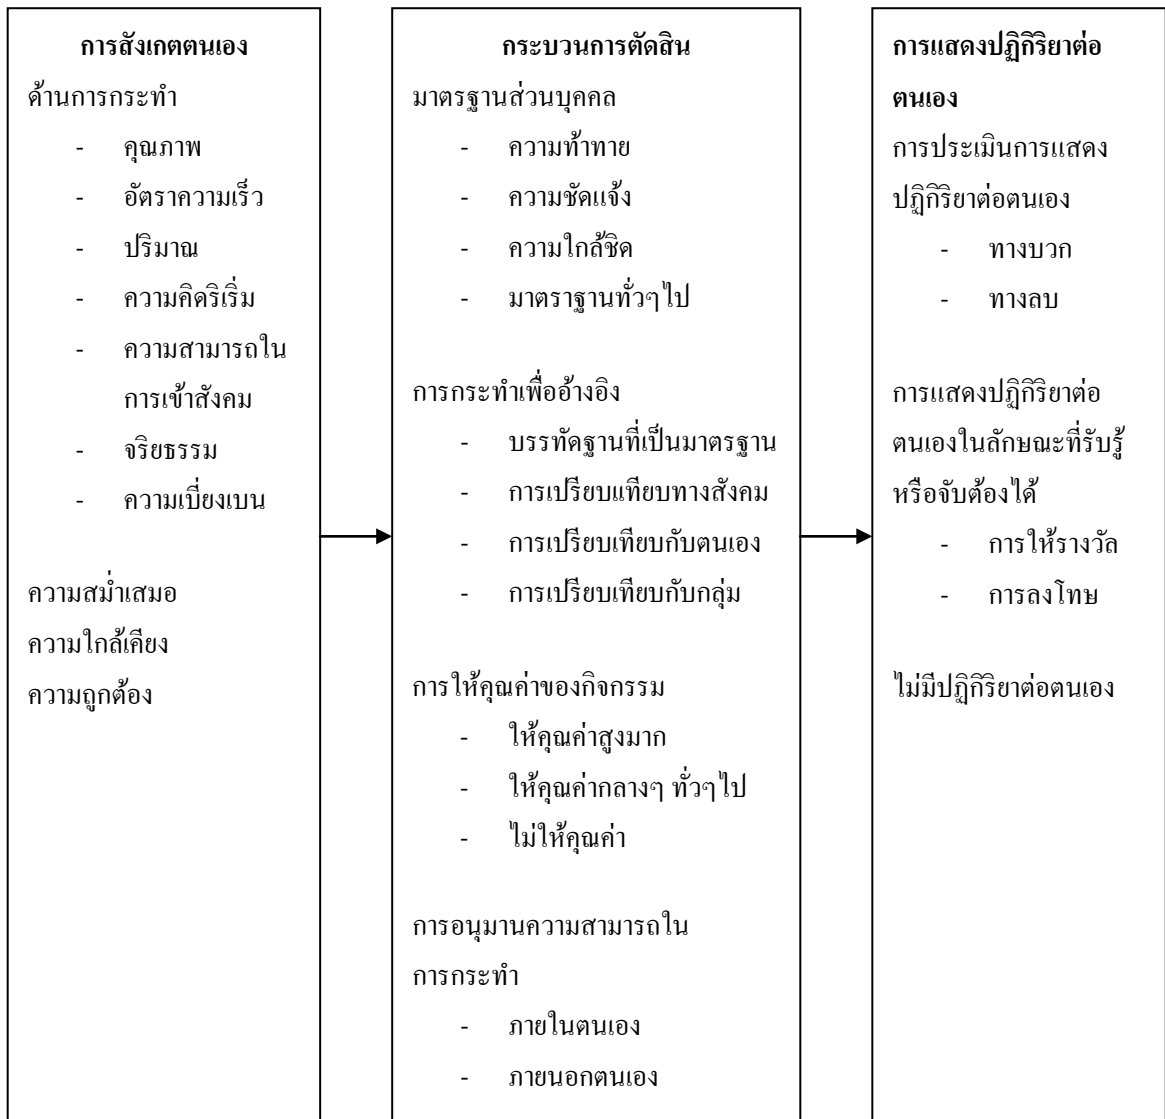 การสังเกตตนเอง
ด้านการกระทำ
- คุณภาพ
- อัตราความเร็ว
- ปริมาณ
- ความคิดริเริ่ม
- ความสามารถใน
การเข้าสังคม
- จริยธรรม
- ความเบี่ยงเบน
ความสม่ำเสมอ
ความใกล้เคียง
ความถูกต้อง
กระบวนการตัดสิน
มาตรฐานส่วนบุคคล
- ความท้าทาย
- ความชัดแจ้ง
- ความใกล้ชิด
- มาตราฐานทั่วๆไป
การกระทำเพื่ออ้างอิง
- บรรทัดฐานที่เป็นมาตรฐาน
- การเปรียบแทียบทางสังคม
- การเปรียบเทียบกับตนเอง
- การเปรียบเทียบกับกลุ่ม
การให้คุณค่าของกิจกรรม
- ให้คุณค่าสูงมาก
- ให้คุณค่ากลางๆ ทั่วๆไป
- ไม่ให้คุณค่า
การอนุมานความสามารถใน
การกระทำ
- ภายในตนเอง
- ภายนอกตนเอง
การแสดงปฏิกิริยาต่อ
ตนเอง
การประเมินการแสดง
ปฏิกิริยาต่อตนเอง
- ทางบวก
- ทางลบ
การแสดงปฏิกิริยาต่อ
ตนเองในลักษณะที่รับรู้
หรือจับต้องได้
- การให้รางวัล
- การลงโทษ
ไม่มีปฏิกิริยาต่อตนเอง